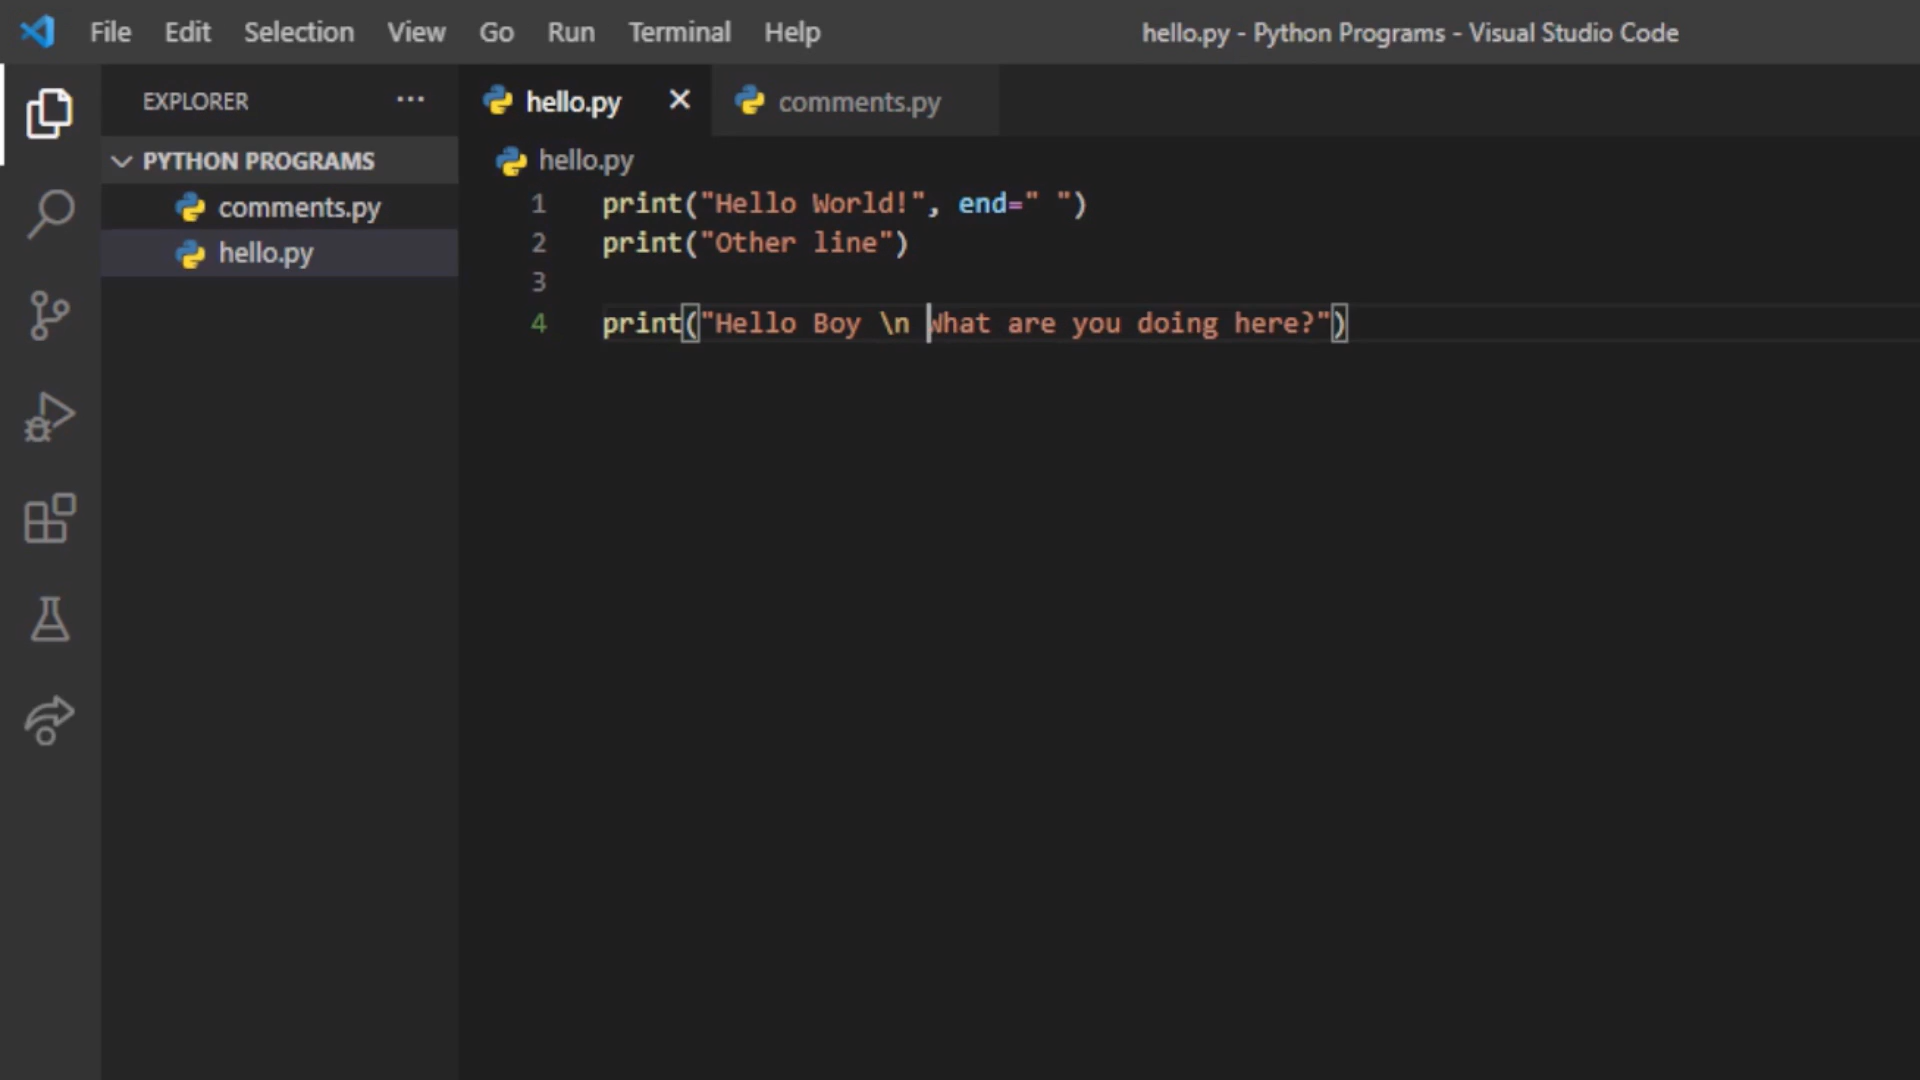 File Edit Selection View Go Run Terminal Help hello.py - Python Programs - Visual Studio Code
EXPLORER ··· hello.py comments.py
PYTHON PROGRAMS
comments.py
hello.py
hello.py
1 print("Hello World!", end=" ")
2 print("Other line")
3
4 print("Hello Boy \n What are you doing here?")